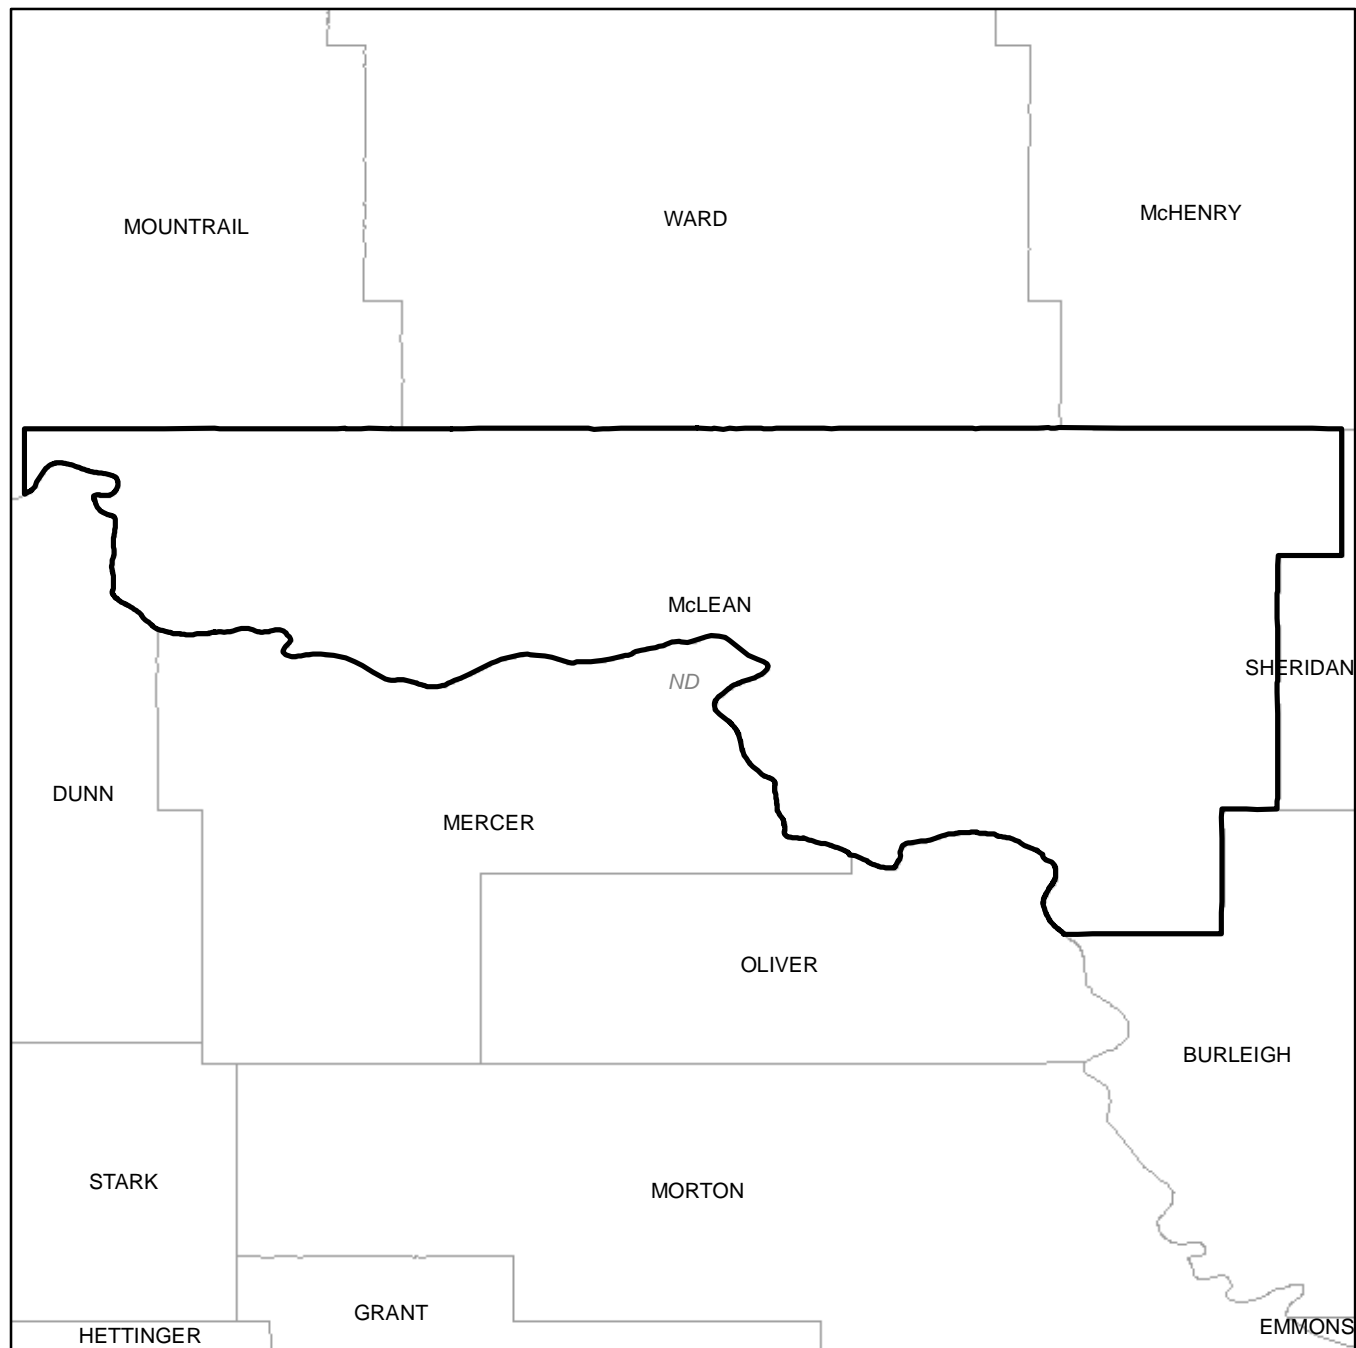 MOUNTRAIL
WARD
McHENRY
McLEAN
SHERIDAN
ND
DUNN
MERCER
OLIVER
BURLEIGH
STARK
MORTON
GRANT
HETTINGER
EMMONS